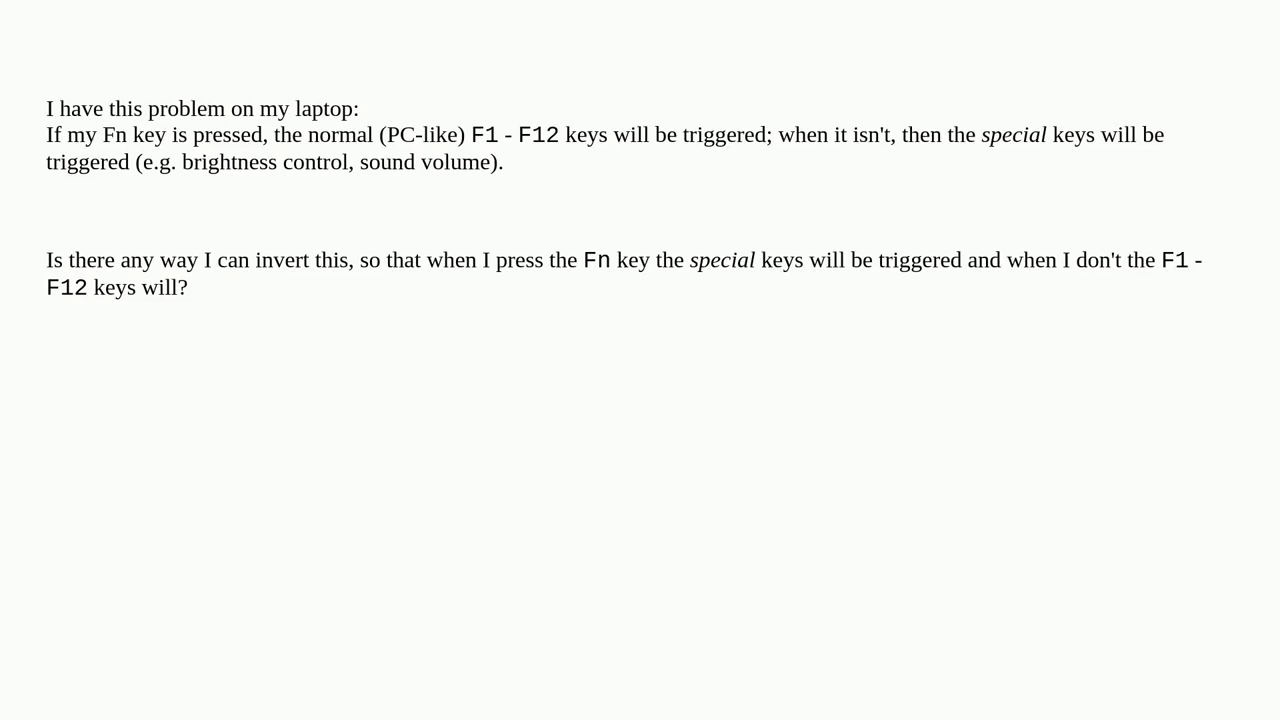 I have this problem on my laptop:
If my Fn key is pressed, the normal (PC-like) F1 - F12 keys will be triggered; when it isn't, then the special keys will be
triggered (e.g. brightness control, sound volume).
Is there any way I can invert this, so that when I press the Fn key the special keys will be triggered and when I don't the F1 -
F12 keys will?